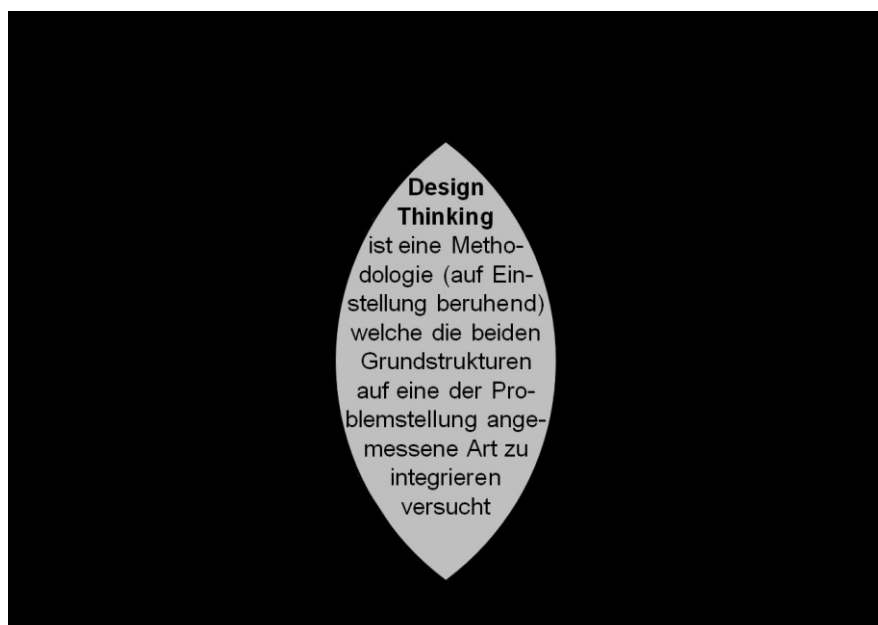 Design
Thinking
ist eine Metho-
dologie (auf Ein-
stellung beruhend)
welche die beiden
Grundstrukturen
auf eine der Pro-
blemstellung ange-
messene Art zu
integrieren
versucht